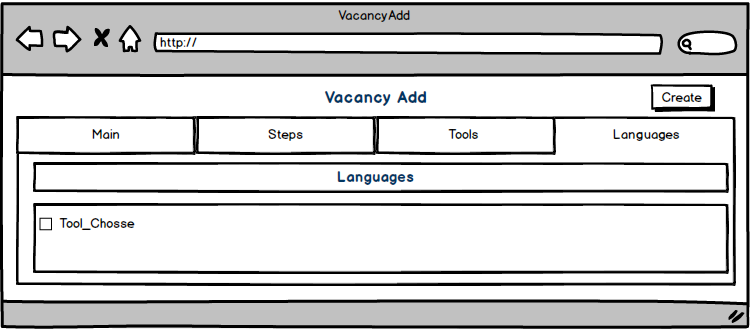 VacancyAdd
http://
Vacancy Add
Create
Main
Steps
Tools
Languages
Languages
Tool_Chosse